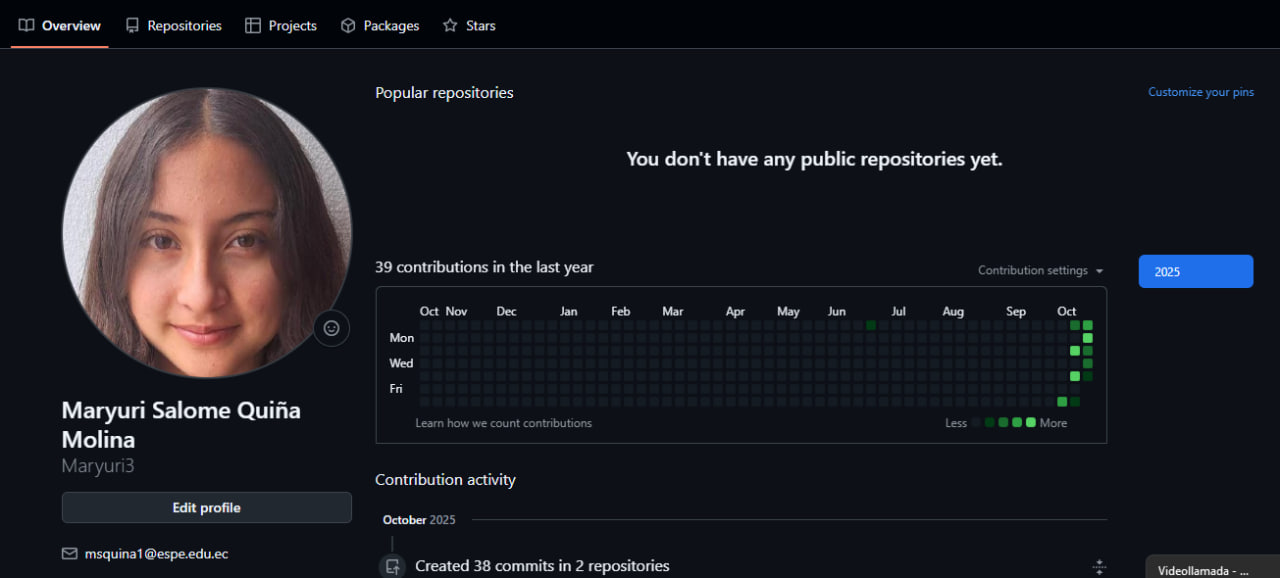 Overview Repositories Projects Packages Stars
Popular repositories
Customize your pins
You don't have any public repositories yet.
39 contributions in the last year
Contribution settings
2025
Oct Nov Dec Jan Feb Mar Apr May Jun Jul Aug Sep Oct
Mon
Wed
Fri
Learn how we count contributions
Less More
Maryuri Salome Quiña
Molina
Maryuri3
Edit profile
msquina1@espe.edu.ec
Contribution activity
October 2025
Created 38 commits in 2 repositories
Videollamada - ...